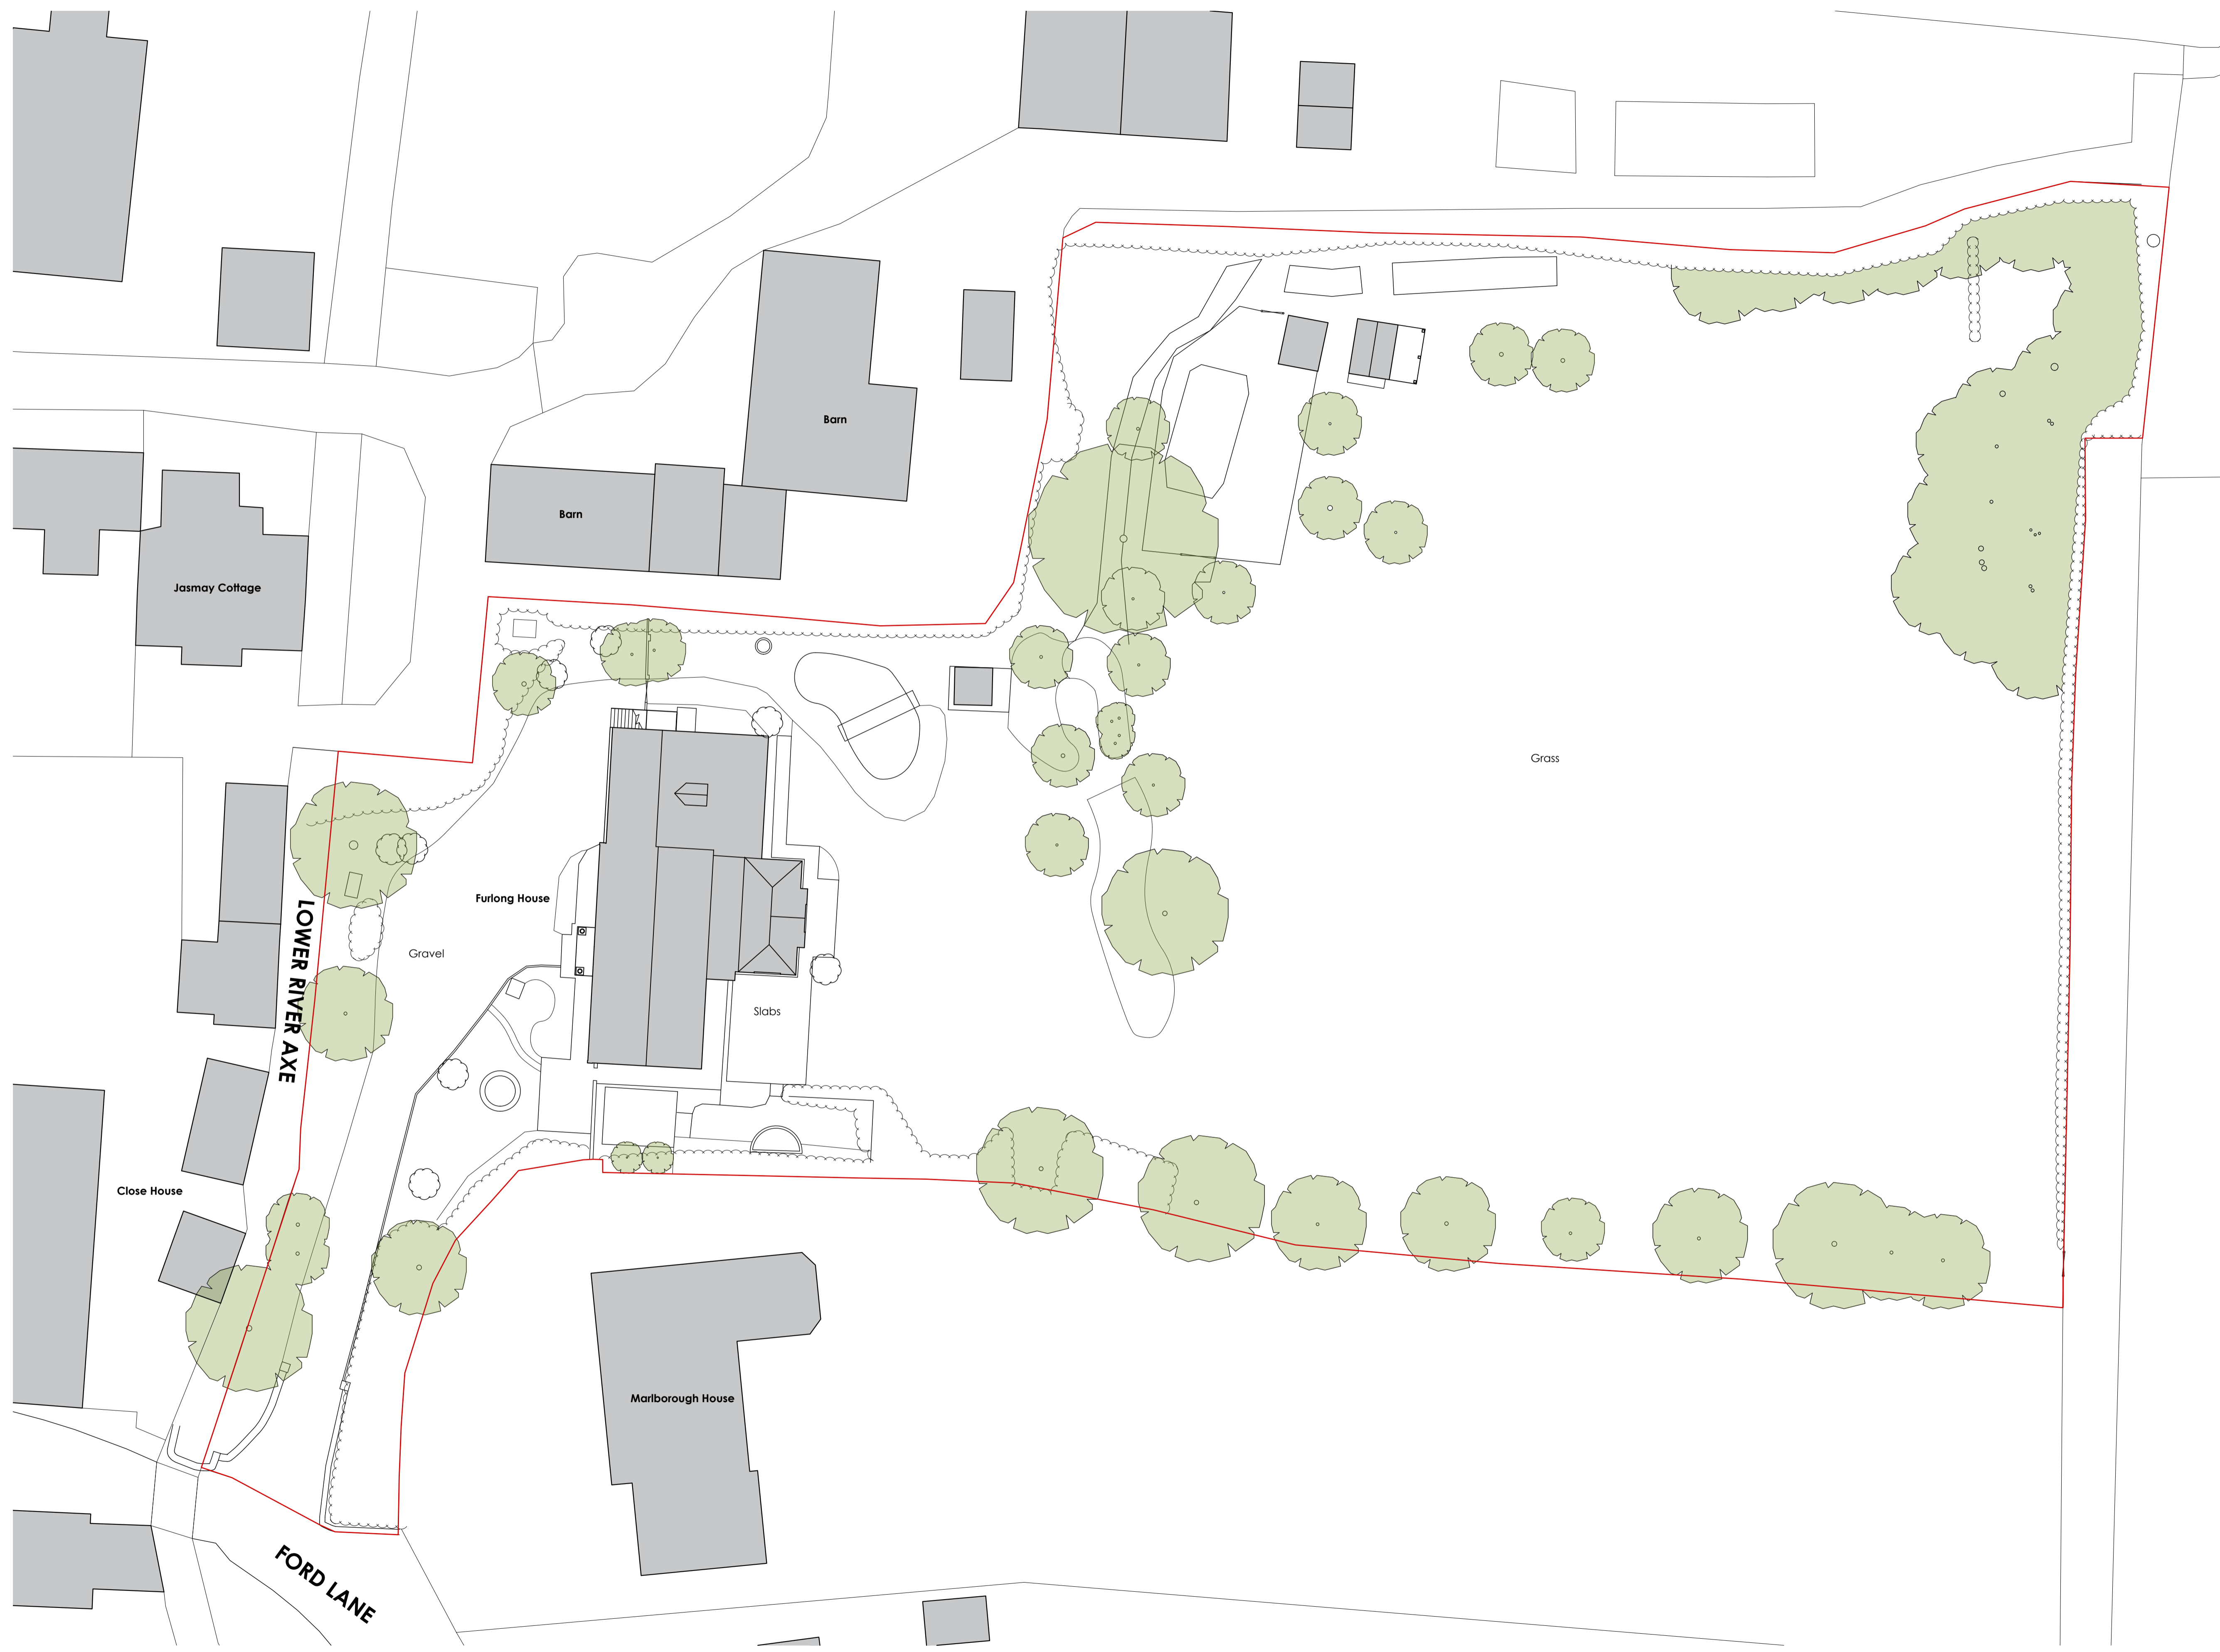 Barn
Barn
Jasmay Cottage
Grass
Furlong House
LOWER RIVER AXE
Gravel
Slabs
Close House
Marlborough House
FORD LANE